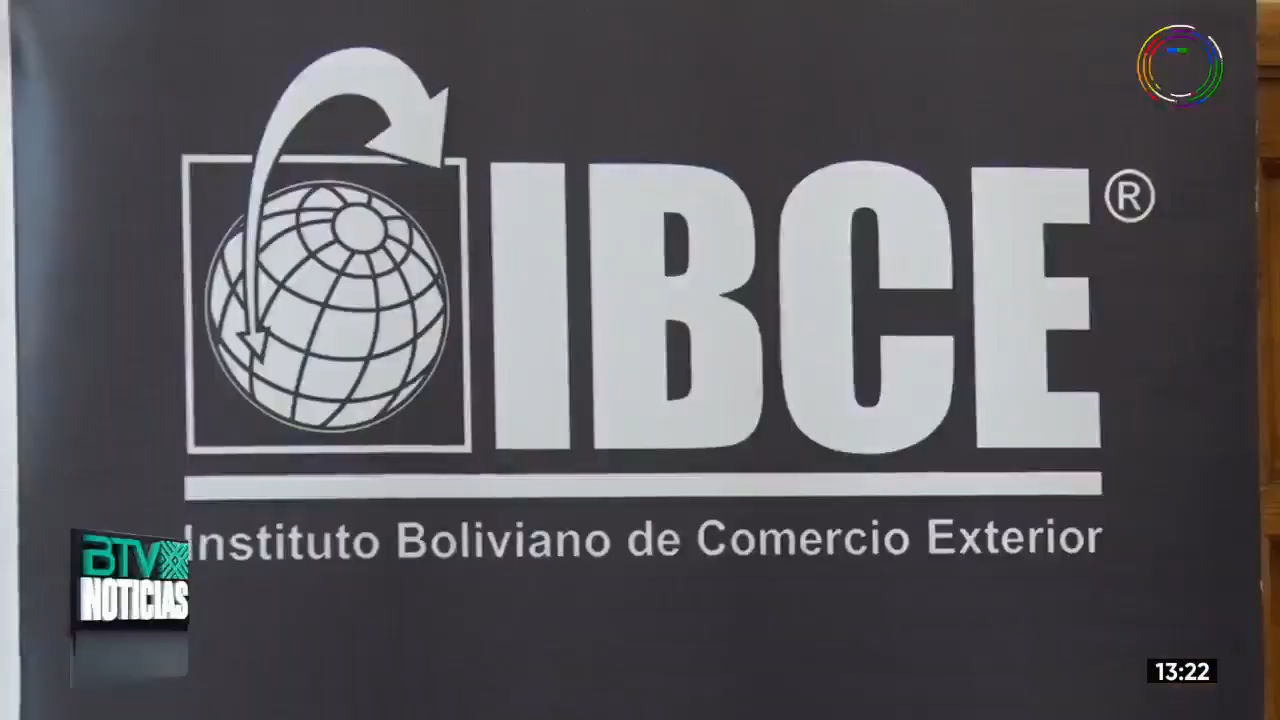 IBCE®
Instituto Boliviano de Comercio Exterior
BTV
NOTICIAS
13:22